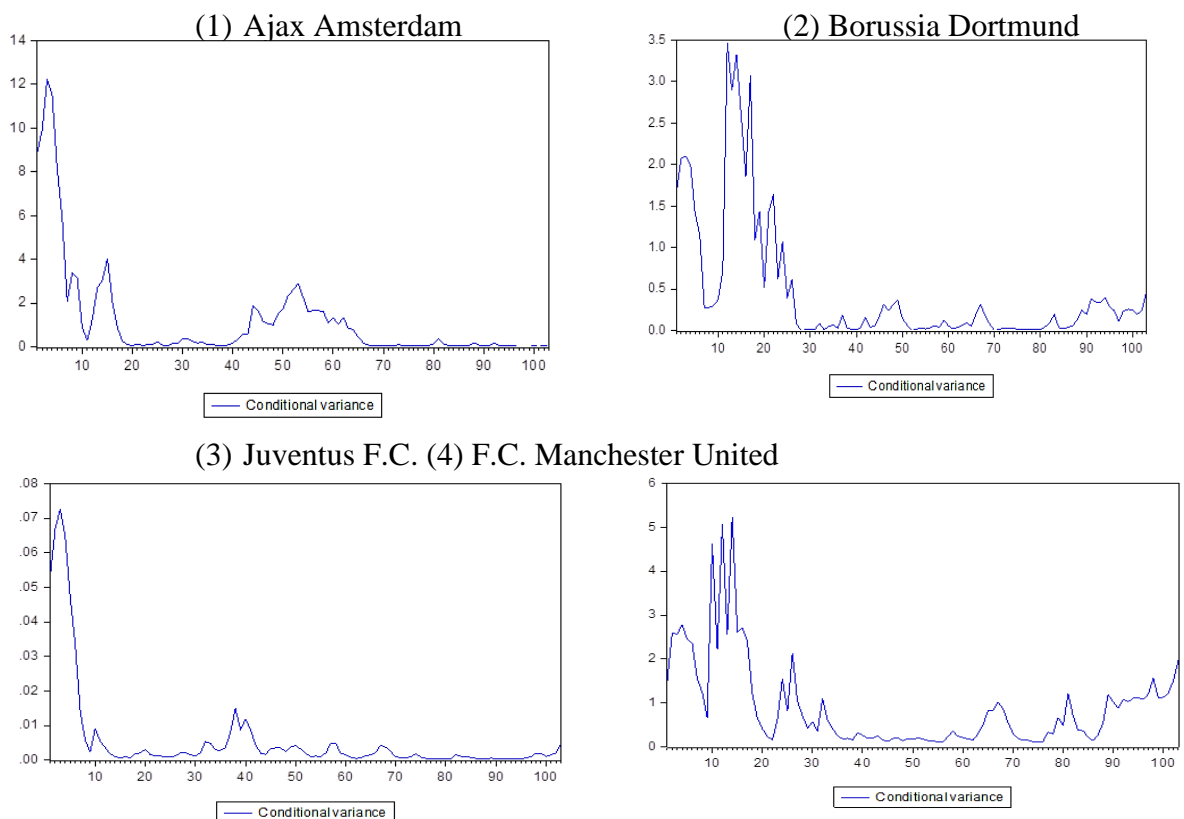 (1) Ajax Amsterdam
(2) Borussia Dortmund
14
12
10
8
6
4
2
0
10 20 30 40 50 60 70 80 90 100
Conditional variance
3.5
3.0
2.5
2.0
1.5
1.0
0.5
0.0
10 20 30 40 50 60 70 80 90 100
Conditional variance
(3) Juventus F.C. (4) F.C. Manchester United
.08
.07
.06
.05
.04
.03
.02
.01
.00
10 20 30 40 50 60 70 80 90 100
Conditional variance
6
5
4
3
2
1
0
10 20 30 40 50 60 70 80 90 100
Conditional variance